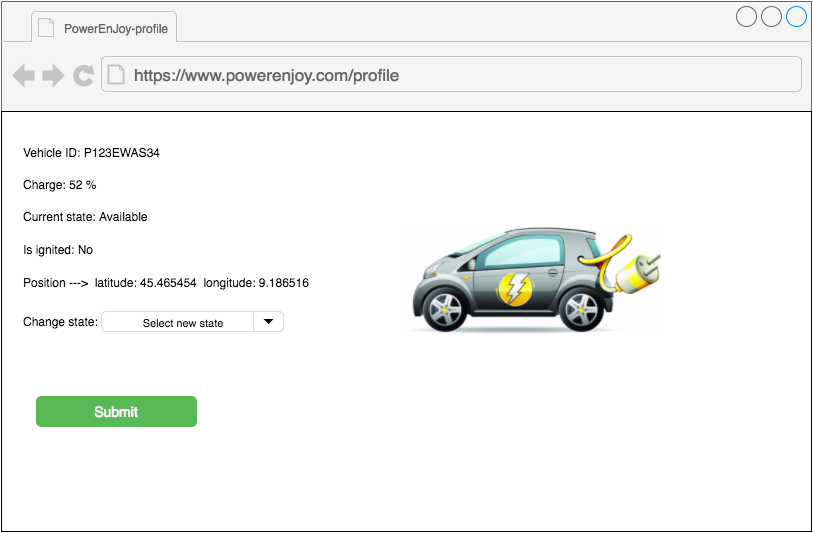 PowerEnJoy-profile
https://www.powerenjoy.com/profile
Vehicle ID: P123EWAS34
Charge: 52 %
Current state: Available
Is ignited: No
Position ---> latitude: 45.465454 longitude: 9.186516
Change state: Select new state
Submit